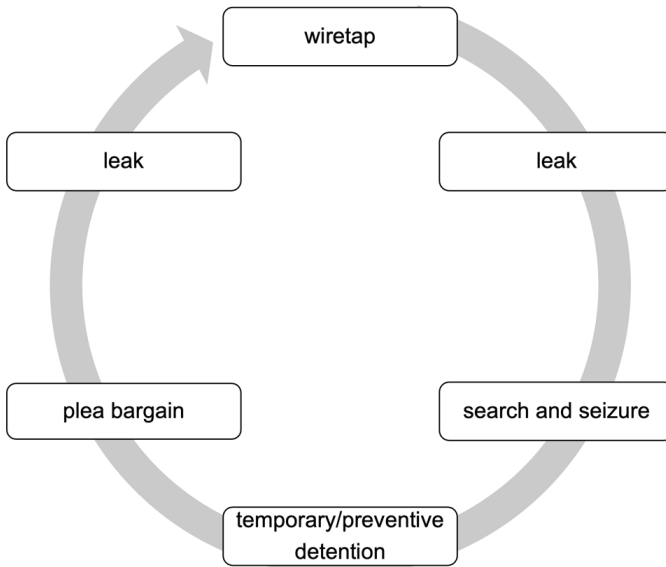 wiretap
leak
leak
plea bargain
search and seizure
temporary/preventive
detention